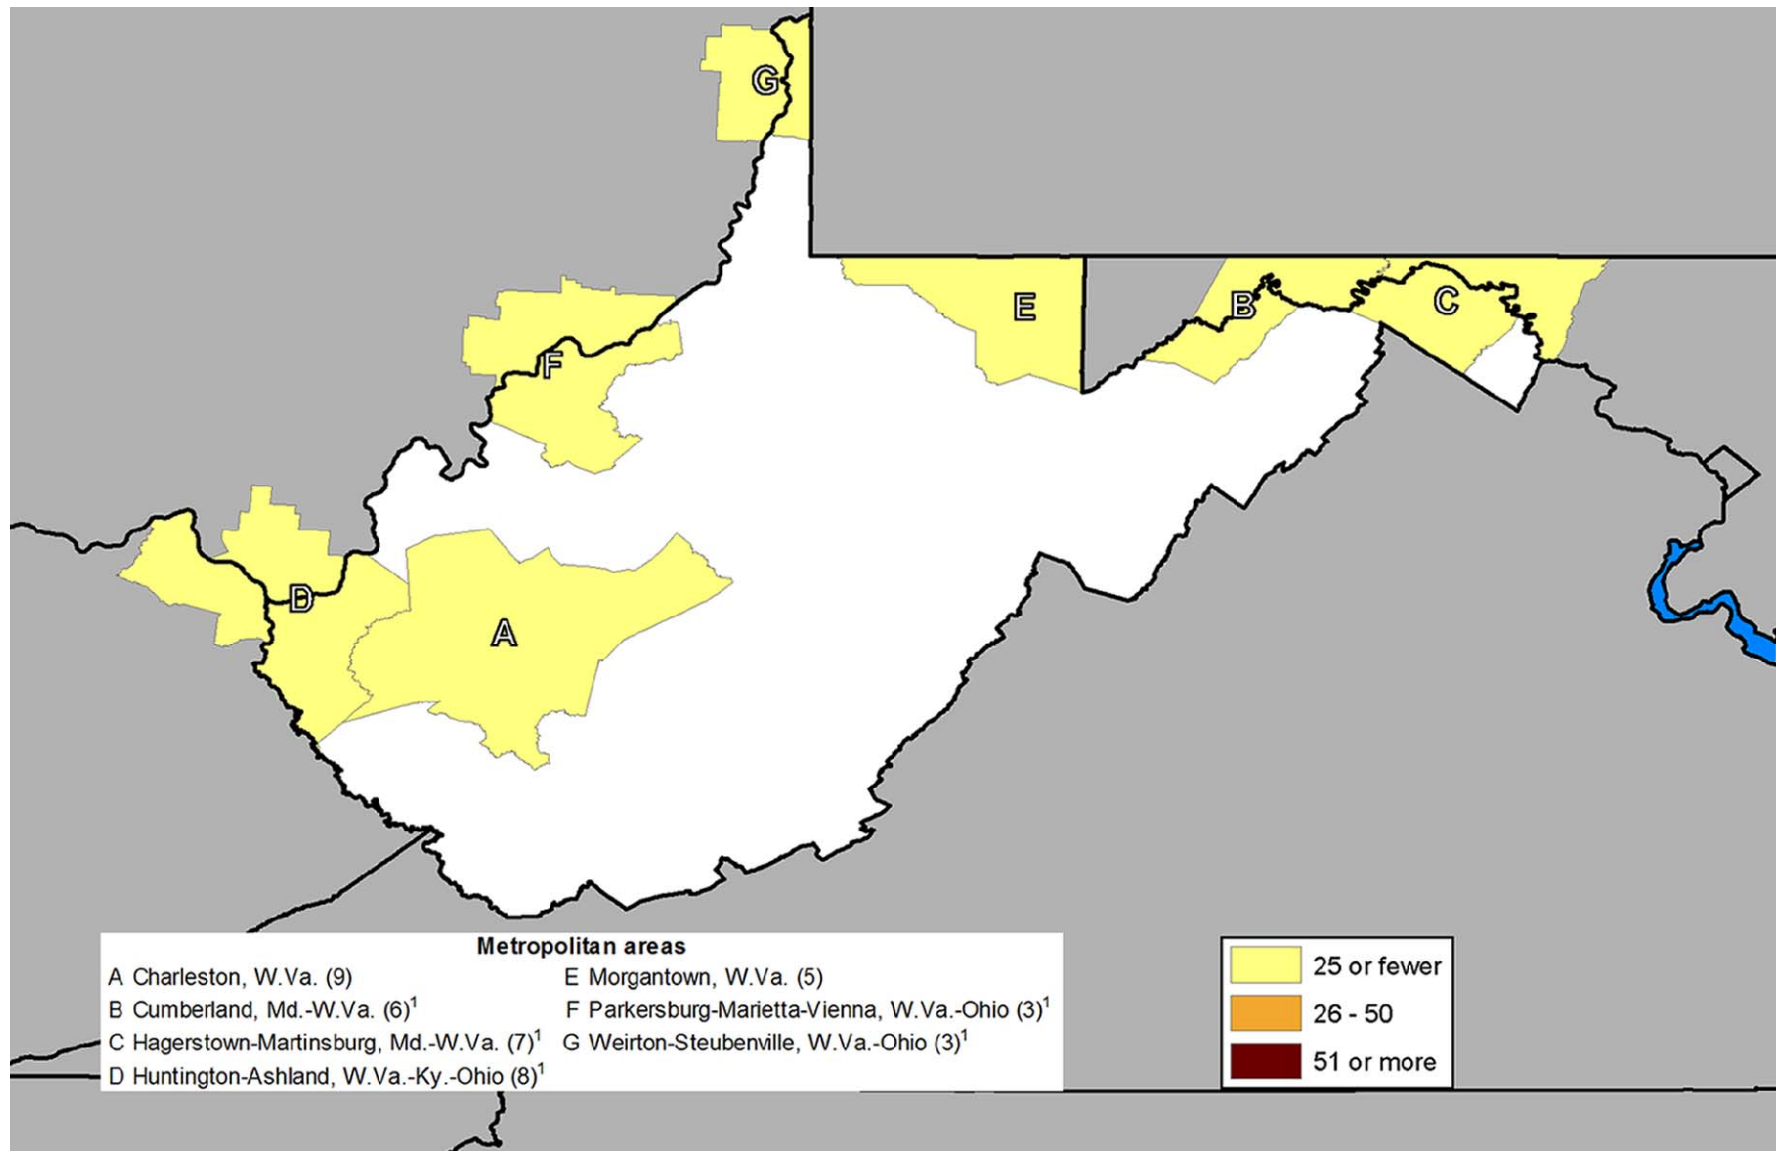 G
E
B
C
F
D
A
Metropolitan areas
A Charleston, W.Va. (9)
B Cumberland, Md.-W.Va. (6)¹
C Hagerstown-Martinsburg, Md.-W.Va. (7)¹
D Huntington-Ashland, W.Va.-Ky.-Ohio (8)¹
E Morgantown, W.Va. (5)
F Parkersburg-Marietta-Vienna, W.Va.-Ohio (3)¹
G Weirton-Steubenville, W.Va.-Ohio (3)¹
25 or fewer
26 - 50
51 or more